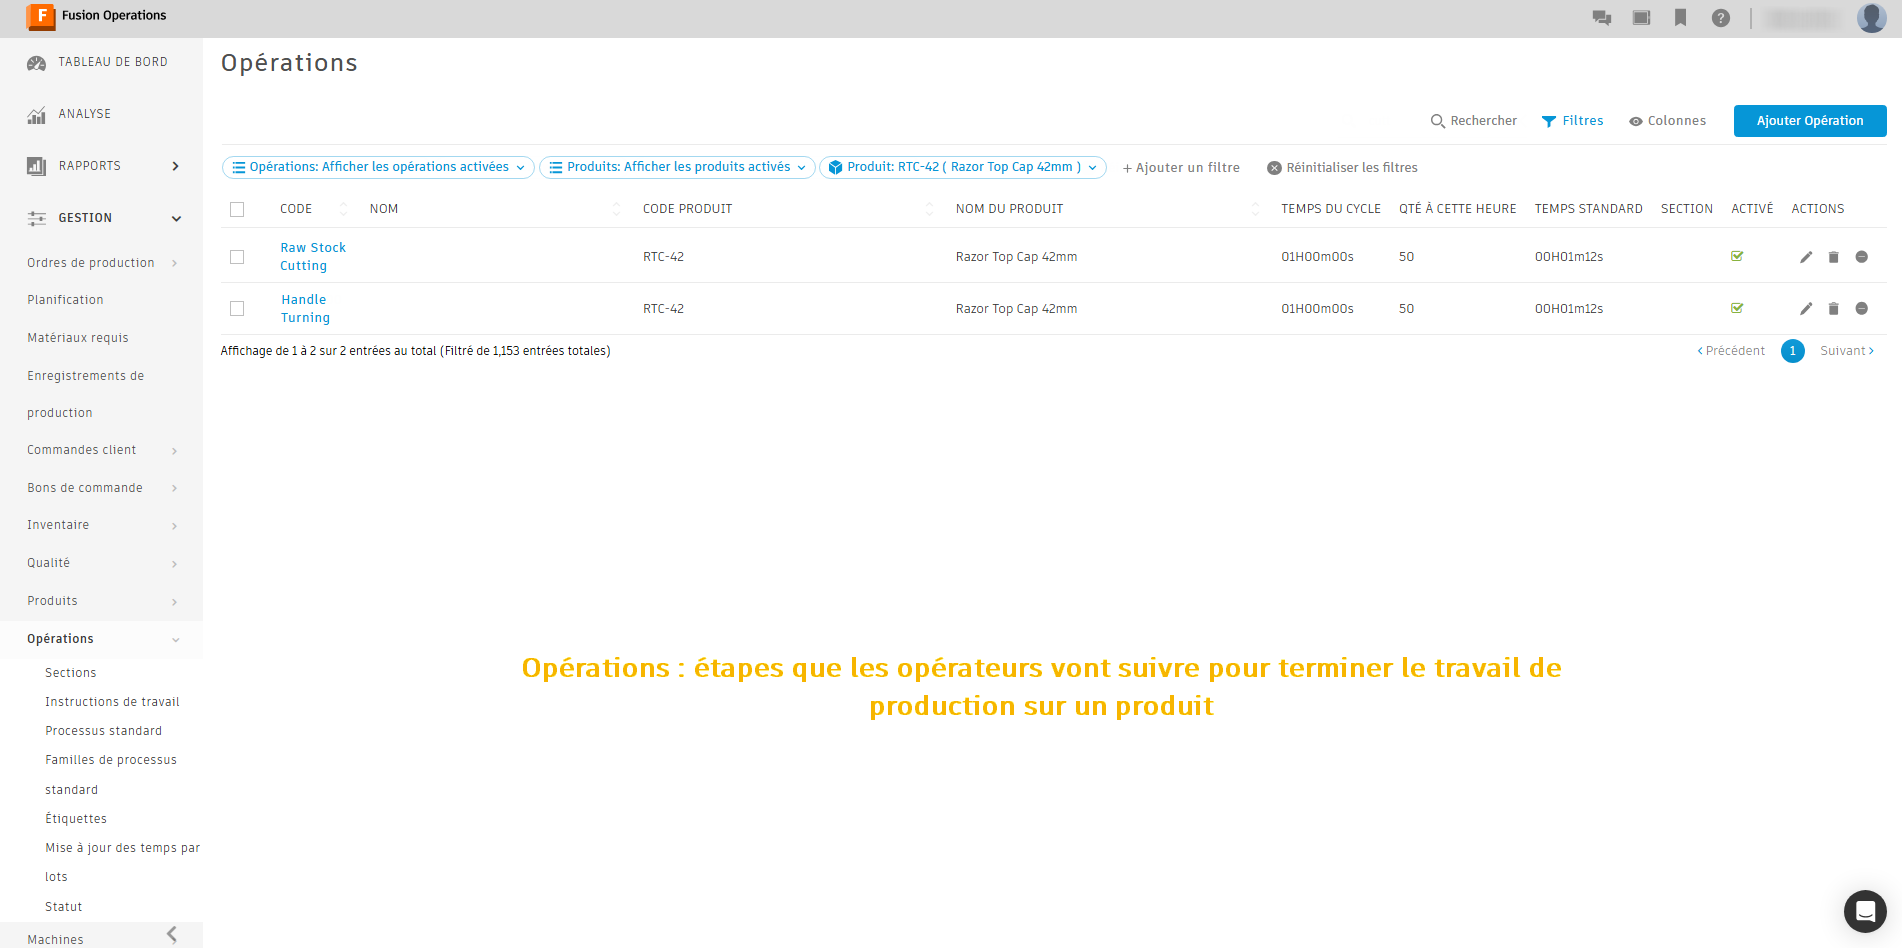 F Fusion Operations
TABLEAU DE BORD
ANALYSE
RAPPORTS
GESTION
Ordres de production
Planification
Matériaux requis
Enregistrements de
production
Commandes client
Bons de commande
Inventaire
Qualité
Produits
Opérations
Sections
Instructions de travail
Processus standard
Familles de processus
standard
Étiquettes
Mise à jour des temps par
lots
Statut
Machines
Opérations
Rechercher Filtres Colonnes Ajouter Opération
Opérations: Afficher les opérations activées Produits: Afficher les produits activés Produit: RTC-42 ( Razor Top Cap 42mm ) + Ajouter un filtre Réinitialiser les filtres
CODE NOM CODE PRODUIT NOM DU PRODUIT TEMPS DU CYCLE QTÉ À CETTE HEURE TEMPS STANDARD SECTION ACTIVÉ ACTIONS
Raw Stock
Cutting RTC-42 Razor Top Cap 42mm 01H00m00s 50 00H01m12s
Handle
Turning RTC-42 Razor Top Cap 42mm 01H00m00s 50 00H01m12s
Affichage de 1 à 2 sur 2 entrées au total (Filtré de 1,153 entrées totales) Précédent 1 Suivant
Opérations : étapes que les opérateurs vont suivre pour terminer le travail de
production sur un produit